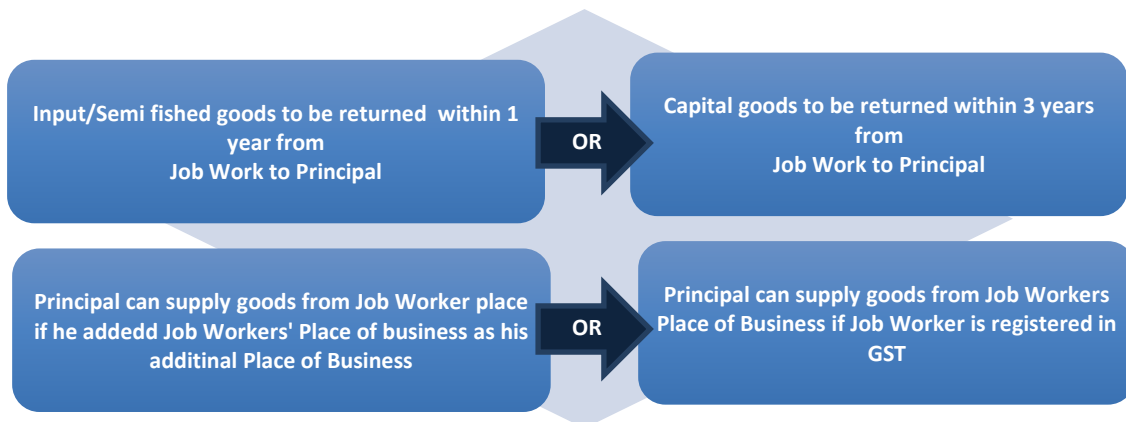 Input/Semi fished goods to be returned within 1
year from
Job Work to Principal
OR
Capital goods to be returned within 3 years
from
Job Work to Principal
Principal can supply goods from Job Worker place
if he addedd Job Workers' Place of business as his
additinal Place of Business
OR
Principal can supply goods from Job Workers
Place of Business if Job Worker is registered in
GST